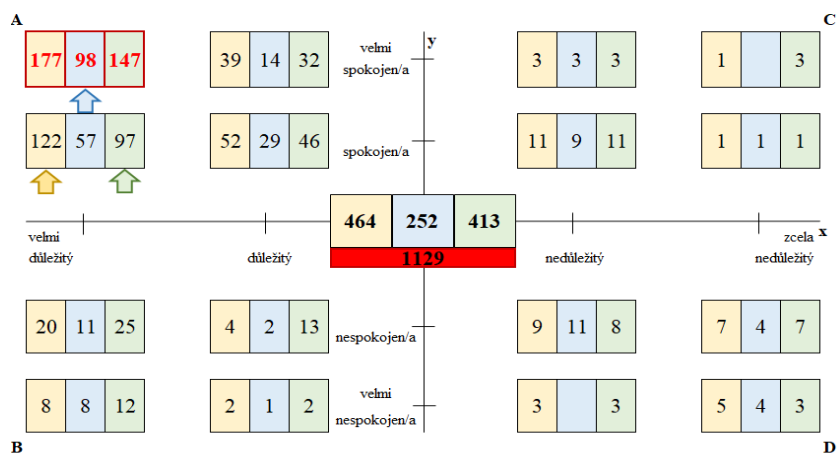 A
C
177 98 147
39 14 32
velmi
spokojen/a
y
3 3 3
1 3
122 57 97
52 29 46
spokojen/a
11 9 11
1 1 1
464 252 413
1129
velmi
důležitý
důležitý
nedůležitý
zcela
nedůležitý
x
20 11 25
4 2 13
nespokojen/a
9 11 8
7 4 7
8 8 12
2 1 2
velmi
nespokojen/a
3 3
5 4 3
B
D